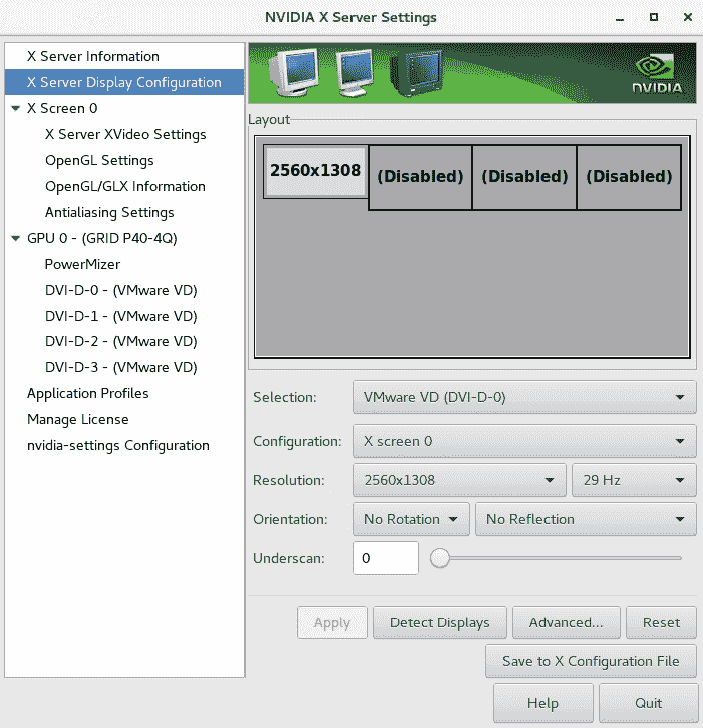 NVIDIA X Server Settings
X Server Information
X Server Display Configuration
X Screen 0
X Server XVideo Settings
OpenGL Settings
OpenGL/GLX Information
Antialiasing Settings
GPU 0 - (GRID P40-4Q)
PowerMizer
DVI-D-0 - (VMware VD)
DVI-D-1 - (VMware VD)
DVI-D-2 - (VMware VD)
DVI-D-3 - (VMware VD)
Application Profiles
Manage License
nvidia-settings Configuration
NVIDIA
Layout
2560x1308 (Disabled) (Disabled) (Disabled)
Selection: VMware VD (DVI-D-0)
Configuration: X screen 0
Resolution: 2560x1308 29 Hz
Orientation: No Rotation No Reflection
Underscan: 0
Apply Detect Displays Advanced... Reset
Save to X Configuration File
Help Quit